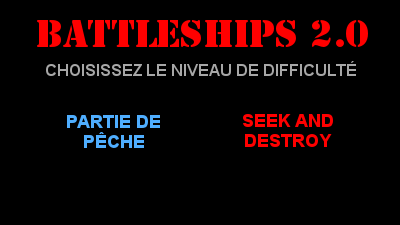 BATTLESHIPS 2.0
CHOISISSEZ LE NIVEAU DE DIFFICULTÉ
PARTIE DE
PÊCHE
SEEK AND
DESTROY